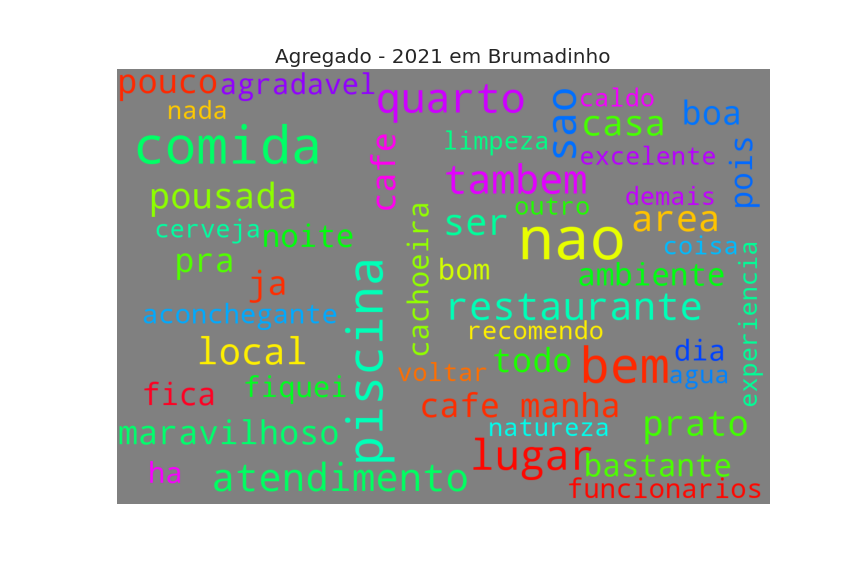 Agregado - 2021 em Brumadinho
pouco
agradavel
quarto
sao
caldo
nada
casa
boa
comida
cafe
limpeza
excelente
pois
tambem
demais
pousada
outro
area
cerveja
noite
cachoeira
ser
nao
coisa
pra
bom
ambiente
experiencia
ja
piscina
aconchegante
restaurante
recomendo
local
todo
bem
dia
voltar
agua
fica
fiquei
cafe manha
maravilhoso
natureza
prato
lugar
bastante
ha
atendimento
funcionarios